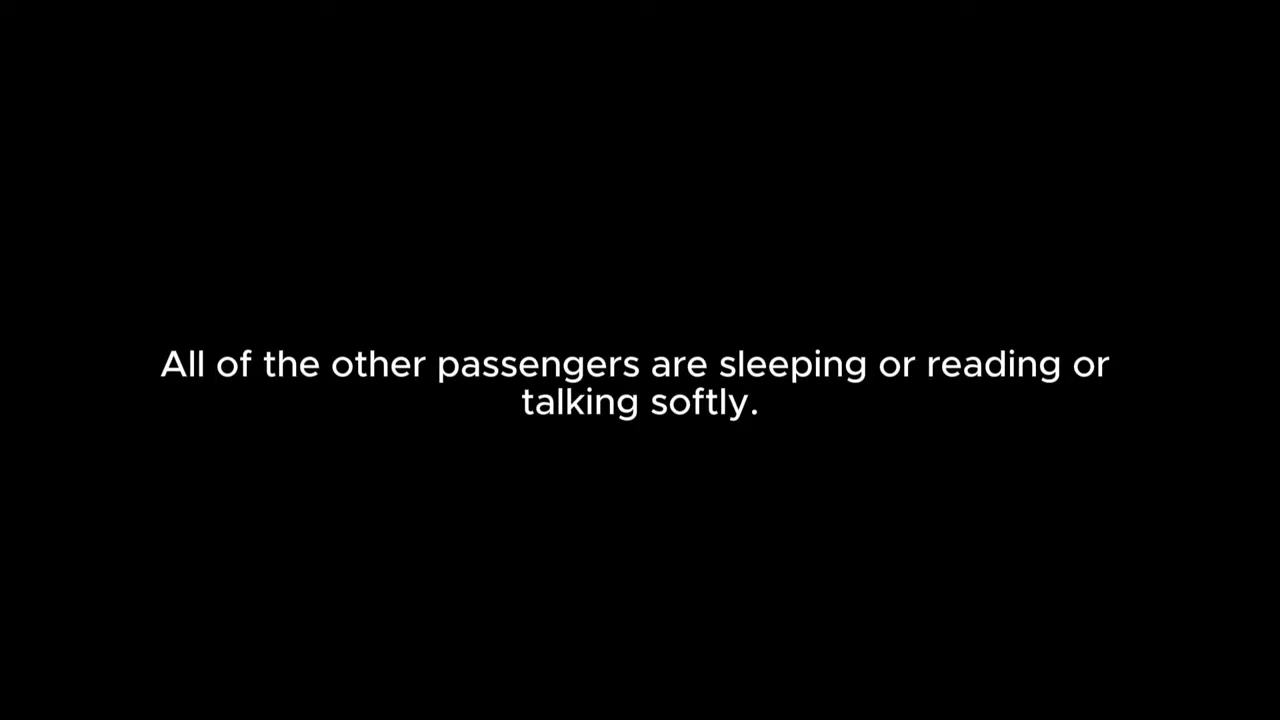 All of the other passengers are sleeping or reading or
talking softly.